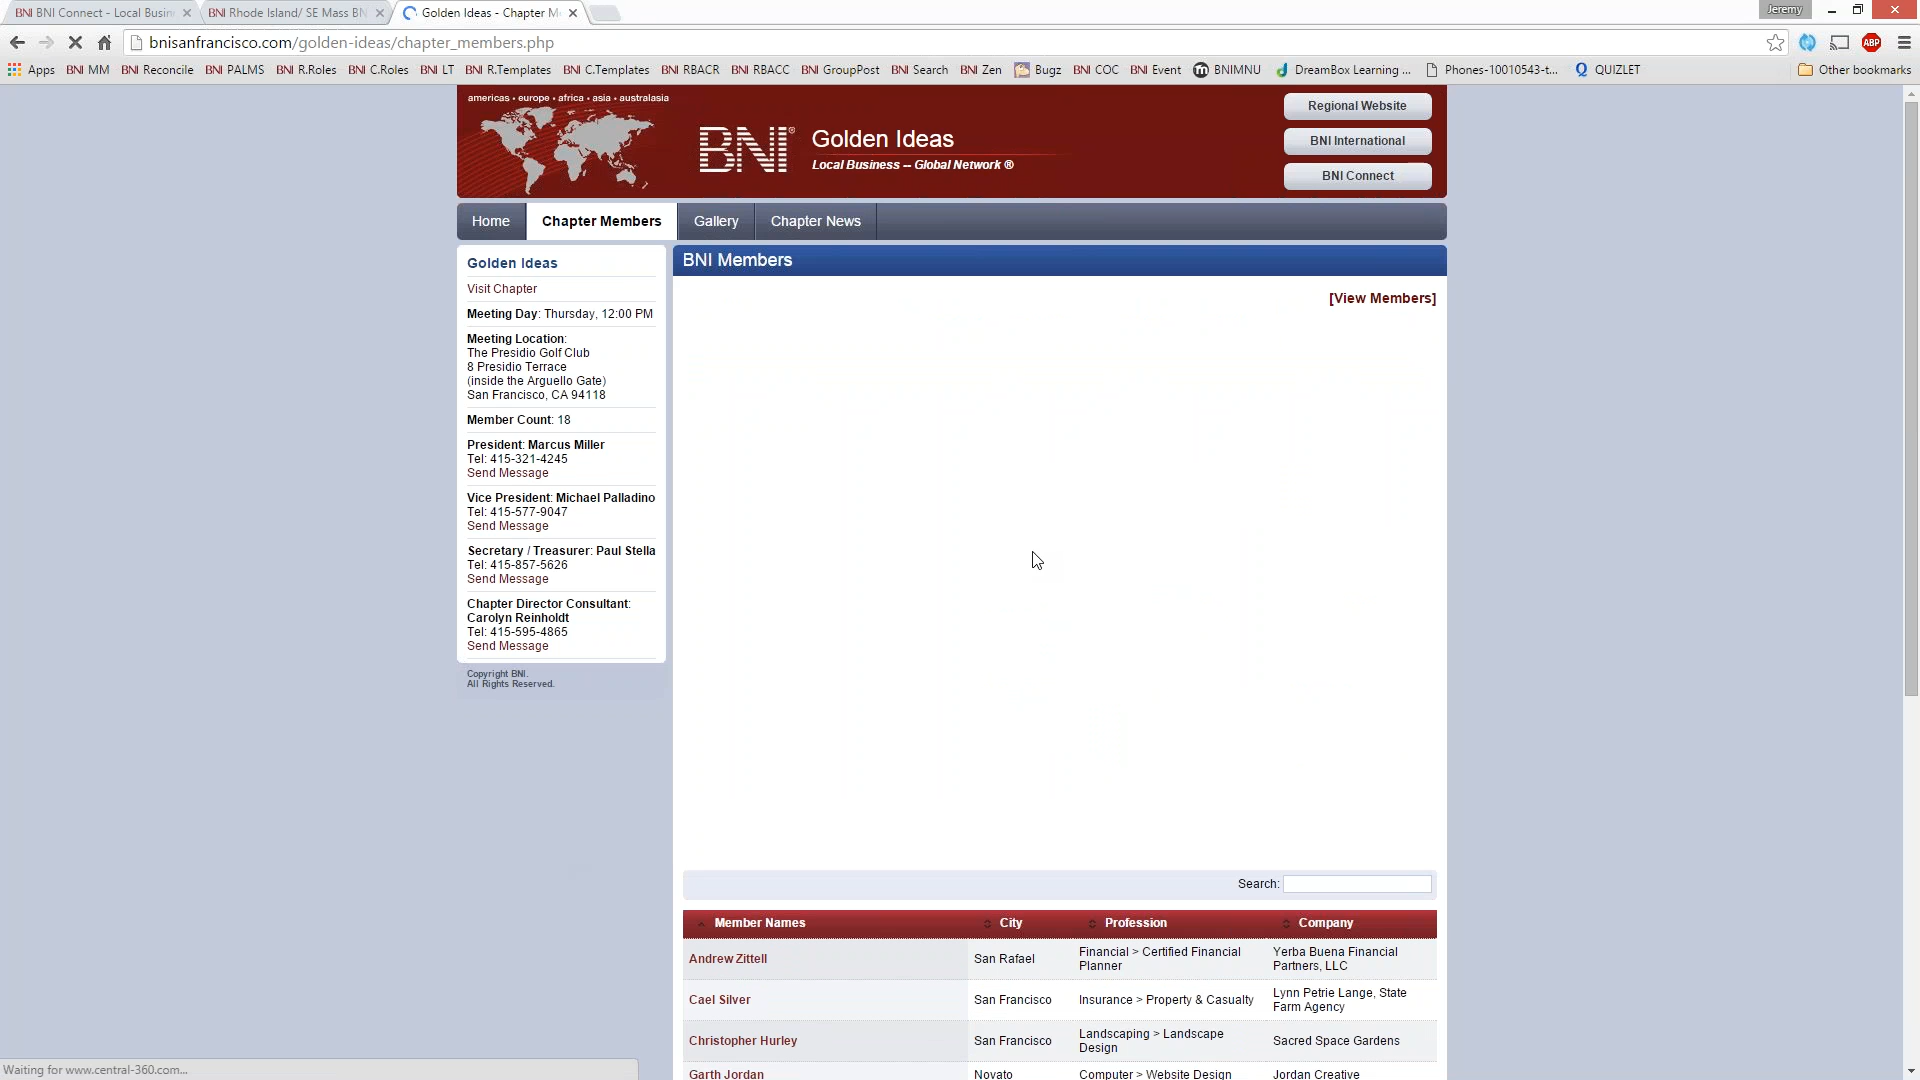 BNI BNI Connect - Local Busin
BNI Rhode Island/ SE Mass BN
Golden Ideas - Chapter M
Jeremy
bnisanfrancisco.com/golden-ideas/chapter_members.php
ABP
Apps
BNI MM
BNI Reconcile
BNI PALMS
BNI R.Roles
BNI C.Roles
BNI LT
BNI R.Templates
BNI C.Templates
BNI RBACR
BNI RBACC
BNI GroupPost
BNI Search
BNI Zen
Bugz
BNI COC
BNI Event
m BNIMNU
DreamBox Learning ...
Phones-10010543-t...
Q QUIZLET
Other bookmarks
americas • europe • africa • asia • australasia
BNI®
Golden Ideas
Local Business -- Global Network ®
Regional Website
BNI International
BNI Connect
Home
Chapter Members
Gallery
Chapter News
Golden Ideas
Visit Chapter
Meeting Day: Thursday, 12:00 PM
Meeting Location:
The Presidio Golf Club
8 Presidio Terrace
(inside the Arguello Gate)
San Francisco, CA 94118
Member Count: 18
President: Marcus Miller
Tel: 415-321-4245
Send Message
Vice President: Michael Palladino
Tel: 415-577-9047
Send Message
Secretary / Treasurer: Paul Stella
Tel: 415-857-5626
Send Message
Chapter Director Consultant:
Carolyn Reinholdt
Tel: 415-595-4865
Send Message
Copyright BNI.
All Rights Reserved.
BNI Members
[View Members]
Search:
Member Names
City
Profession
Company
Andrew Zittell
San Rafael
Financial > Certified Financial
Planner
Yerba Buena Financial
Partners, LLC
Cael Silver
San Francisco
Insurance > Property & Casualty
Lynn Petrie Lange, State
Farm Agency
Christopher Hurley
San Francisco
Landscaping > Landscape
Design
Sacred Space Gardens
Garth Jordan
Novato
Computer > Website Design
Jordan Creative
Waiting for www.central-360.com...